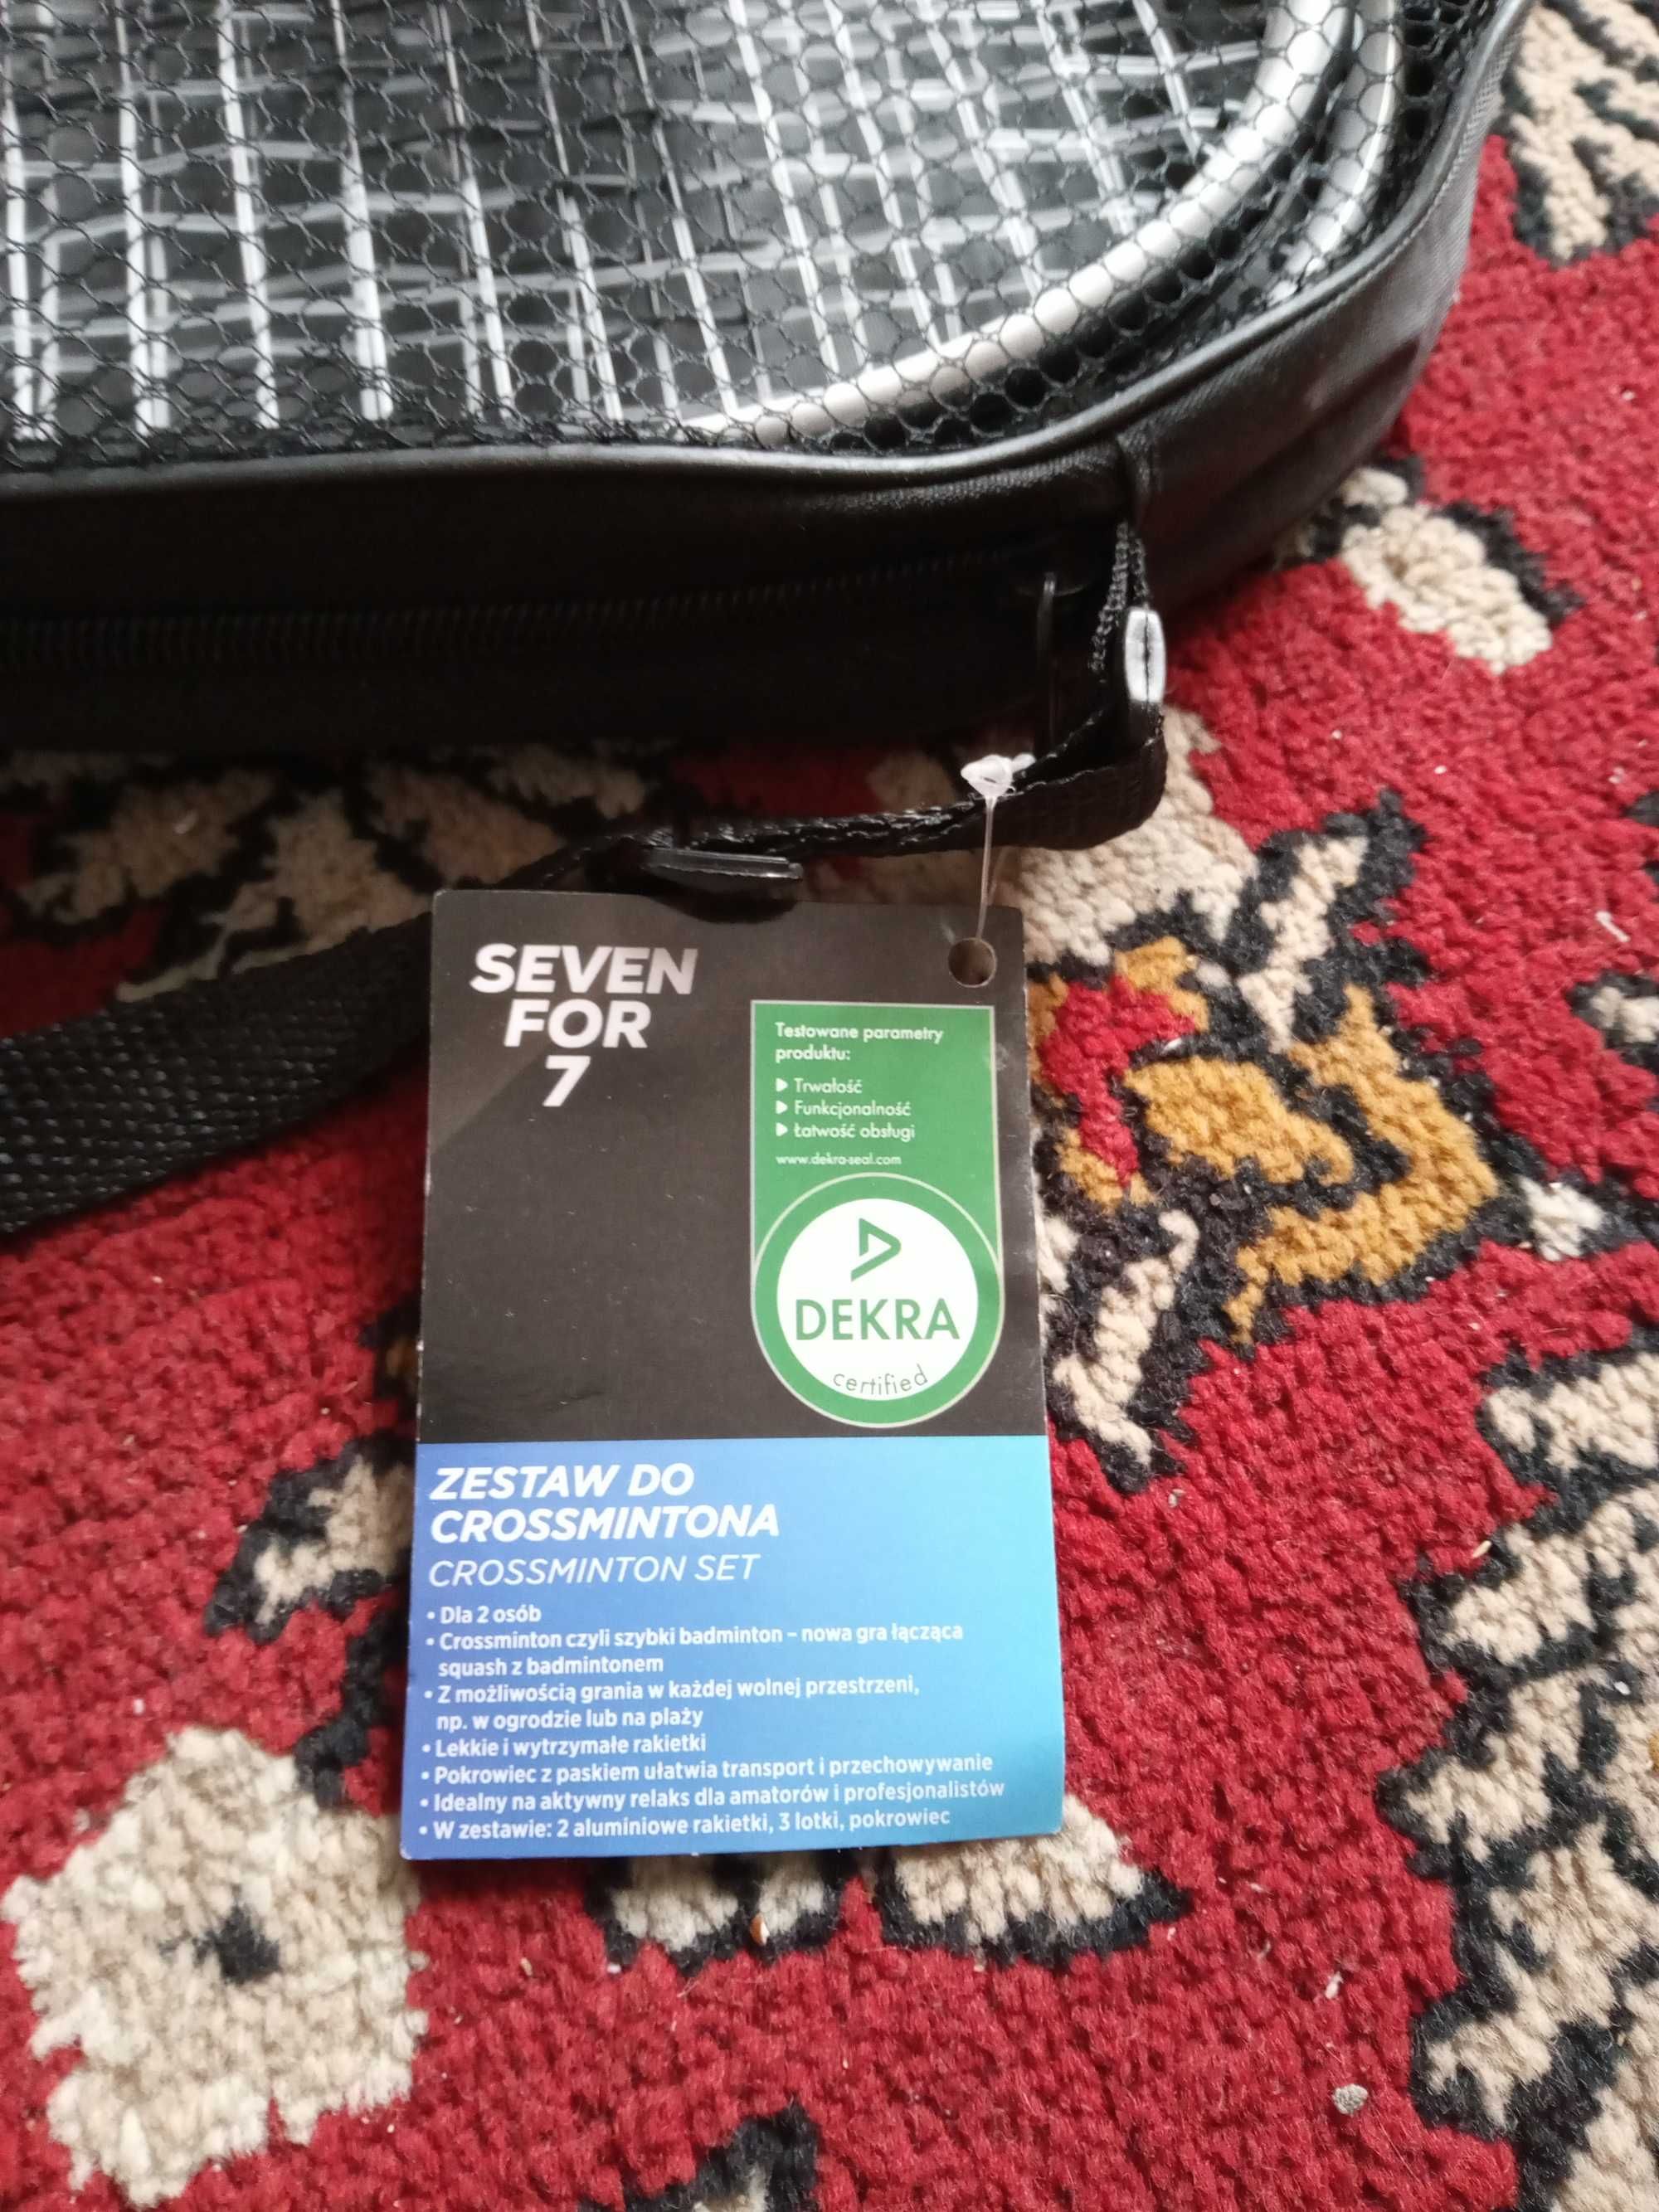 SEVEN
FOR
7
Testowane parametry
produktu:
Trwałość
Funkcjonalność
Łatwość obsługi
www.dekra-seal.com
DEKRA
certified
ZESTAW DO
CROSSMINTONA
CROSSMINTON SET
• Dla 2 osób
• Crossminton czyli szybki badminton – nowa gra łącząca
squash z badmintonem
• Z możliwością grania w każdej wolnej przestrzeni,
np. w ogrodzie lub na plaży
• Lekkie i wytrzymałe rakietki
• Pokrowiec z paskiem ułatwia transport i przechowywanie
• Idealny na aktywny relaks dla amatorów i profesjonalistów
• W zestawie: 2 aluminiowe rakietki, 3 lotki, pokrowiec